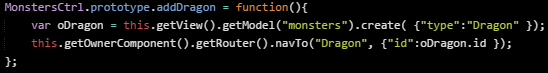 MonstersCtrl.prototype.addDragon = function(){
    var oDragon = this.getView().getModel("monsters").create( {"type":"Dragon" });
    this.getOwnerComponent().getRouter().navTo("Dragon", {"id":oDragon.id });
};